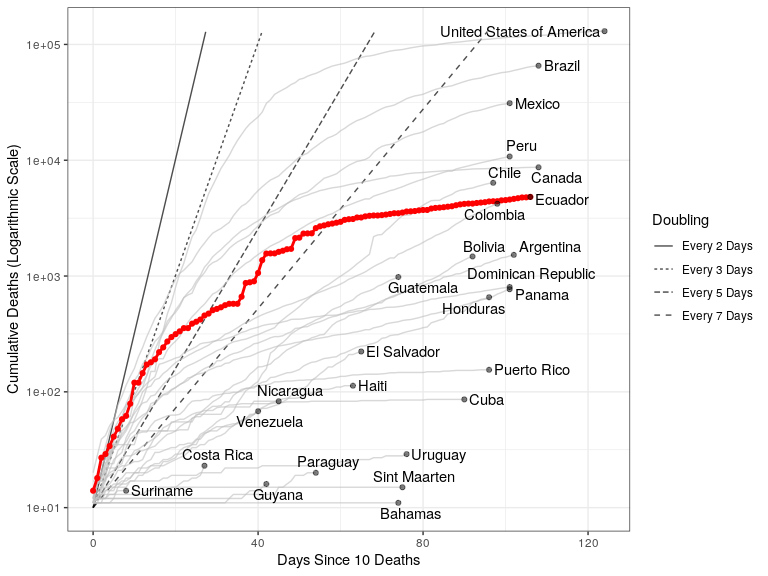 United States of America
1e+05
Brazil
Mexico
Peru
1e+04
Chile
Canada
Ecuador
Colombia
Doubling
Bolivia
Argentina
Every 2 Days
Every 3 Days
Every 5 Days
Every 7 Days
1e+03
Dominican Republic
Guatemala
Panama
Honduras
El Salvador
Puerto Rico
1e+02
Nicaragua
Haiti
Cuba
Venezuela
Costa Rica
Uruguay
Paraguay
Sint Maarten
Suriname
Guyana
1e+01
Bahamas
0
40
80
120
Days Since 10 Deaths
Cumulative Deaths (Logarithmic Scale)